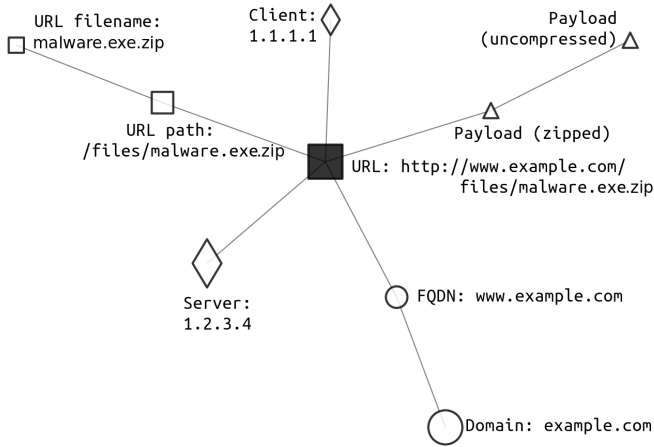 URL filename:
malware.exe.zip
Client:
1.1.1.1
Payload
(uncompressed)
URL path:
/files/malware.exe.zip
Payload (zipped)
URL: http://www.example.com/
files/malware.exe.zip
Server:
1.2.3.4
FQDN: www.example.com
Domain: example.com